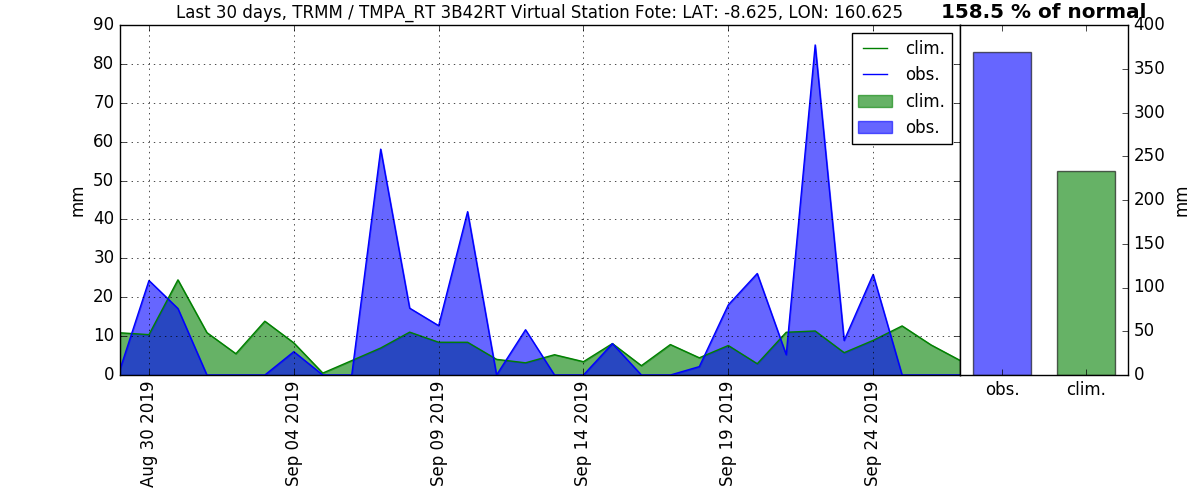 Last 30 days, TRMM / TMPA_RT 3B42RT Virtual Station Fote: LAT: -8.625, LON: 160.625
158.5 % of normal
90
80
70
60
50
40
30
20
10
0
mm
clim.
obs.
clim.
obs.
Aug 30 2019
Sep 04 2019
Sep 09 2019
Sep 14 2019
Sep 19 2019
Sep 24 2019
400
350
300
250
200
150
100
50
0
mm
obs.
clim.